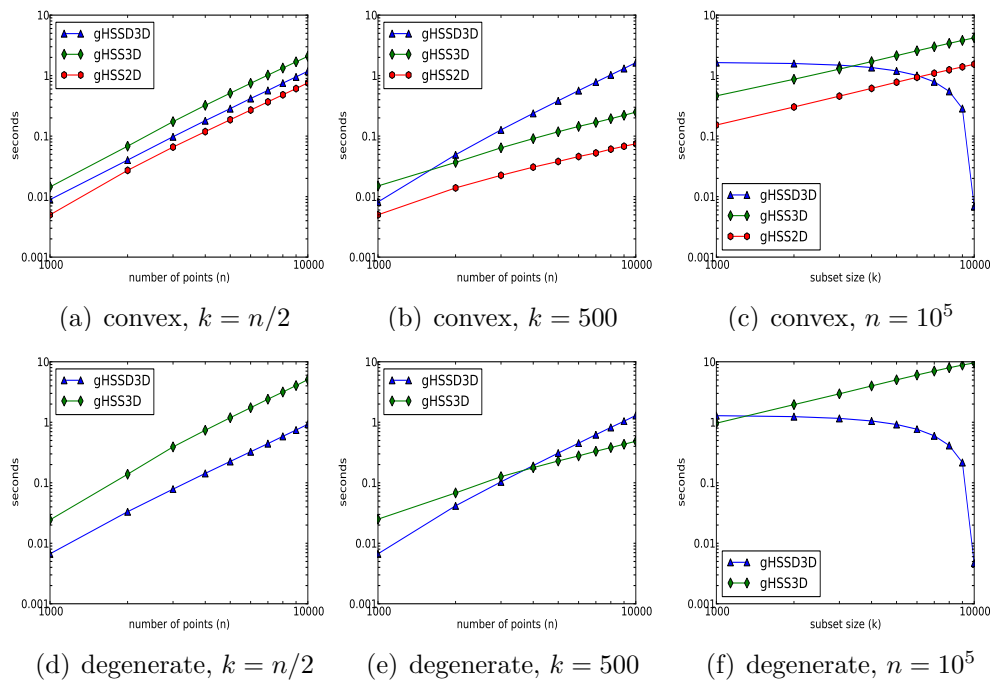 10
1
0.1
0.01
0.001
seconds
gHSSD3D
gHSS3D
gHSS2D
1000
10000
number of points (n)
(a) convex, k = n/2
10
1
0.1
0.01
0.001
seconds
gHSSD3D
gHSS3D
gHSS2D
1000
10000
number of points (n)
(b) convex, k = 500
10
1
0.1
0.01
0.001
seconds
gHSSD3D
gHSS3D
gHSS2D
1000
10000
subset size (k)
(c) convex, n = 10⁵
10
1
0.1
0.01
0.001
seconds
gHSSD3D
gHSS3D
1000
10000
number of points (n)
(d) degenerate, k = n/2
10
1
0.1
0.01
0.001
seconds
gHSSD3D
gHSS3D
1000
10000
number of points (n)
(e) degenerate, k = 500
10
1
0.1
0.01
0.001
seconds
gHSSD3D
gHSS3D
1000
10000
subset size (k)
(f) degenerate, n = 10⁵